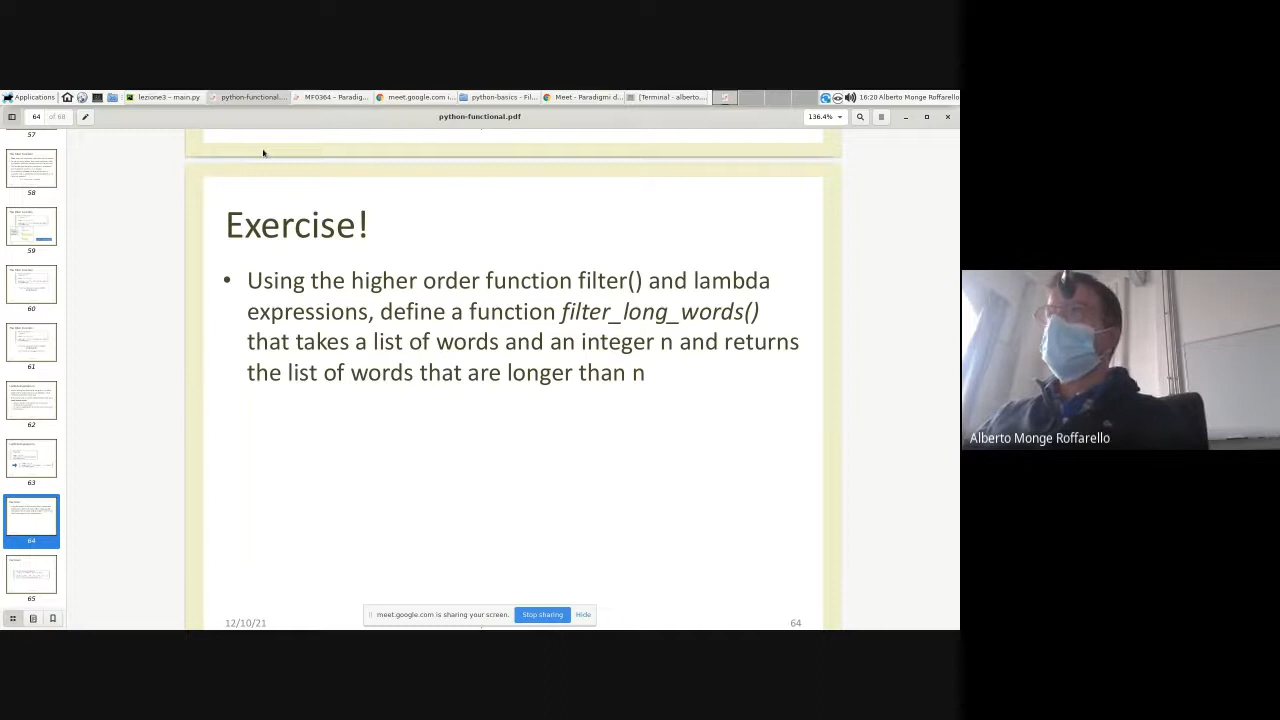 Applications
lezione3 – main.py
python-functional....
MF0364 – Paradig...
meet.google.com i...
python-basics - Fil...
Meet - Paradigmi d...
[Terminal - alberto....
16:20 Alberto Monge Roffarello
64 of 68
python-functional.pdf
136.4%
57
58
59
60
61
62
63
64
65
Exercise!
• Using the higher order function filter() and lambda
expressions, define a function filter_long_words()
that takes a list of words and an integer n and returns
the list of words that are longer than n
meet.google.com is sharing your screen.
Stop sharing
Hide
12/10/21
64
Alberto Monge Roffarello